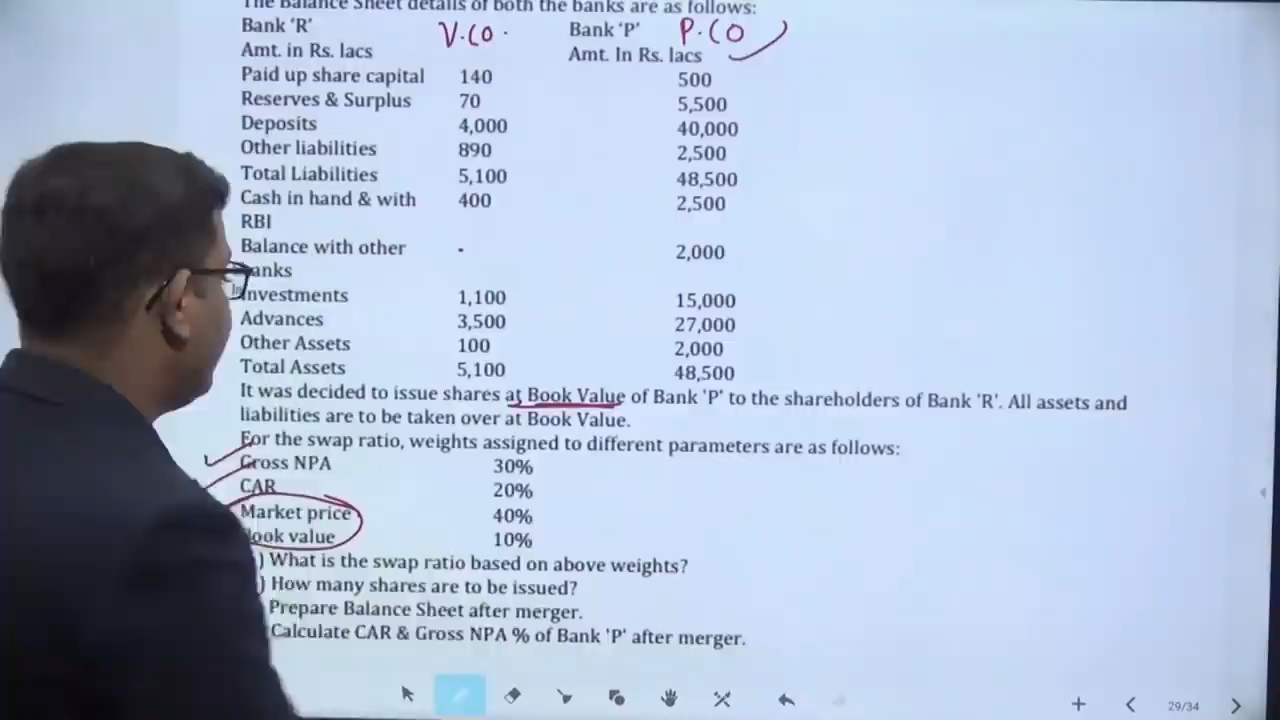 The Balance Sheet details of both the banks are as follows:
Bank 'R' V.CO. Bank 'P' P.CO
Amt. in Rs. lacs Amt. In Rs. lacs
Paid up share capital 140 500
Reserves & Surplus 70 5,500
Deposits 4,000 40,000
Other liabilities 890 2,500
Total Liabilities 5,100 48,500
Cash in hand & with 400 2,500
RBI
Balance with other - 2,000
anks
Investments 1,100 15,000
Advances 3,500 27,000
Other Assets 100 2,000
Total Assets 5,100 48,500
It was decided to issue shares at Book Value of Bank 'P' to the shareholders of Bank 'R'. All assets and
liabilities are to be taken over at Book Value.
For the swap ratio, weights assigned to different parameters are as follows:
Gross NPA 30%
CAR 20%
Market price 40%
ook value 10%
) What is the swap ratio based on above weights?
) How many shares are to be issued?
Prepare Balance Sheet after merger.
Calculate CAR & Gross NPA % of Bank 'P' after merger.
29/34